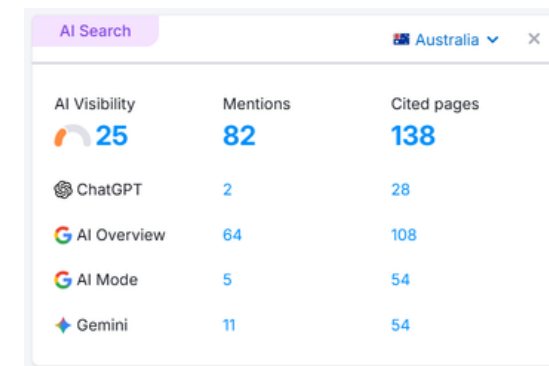 AI Search
Australia
AI Visibility Mentions Cited pages
25 82 138
ChatGPT 2 28
AI Overview 64 108
AI Mode 5 54
Gemini 11 54